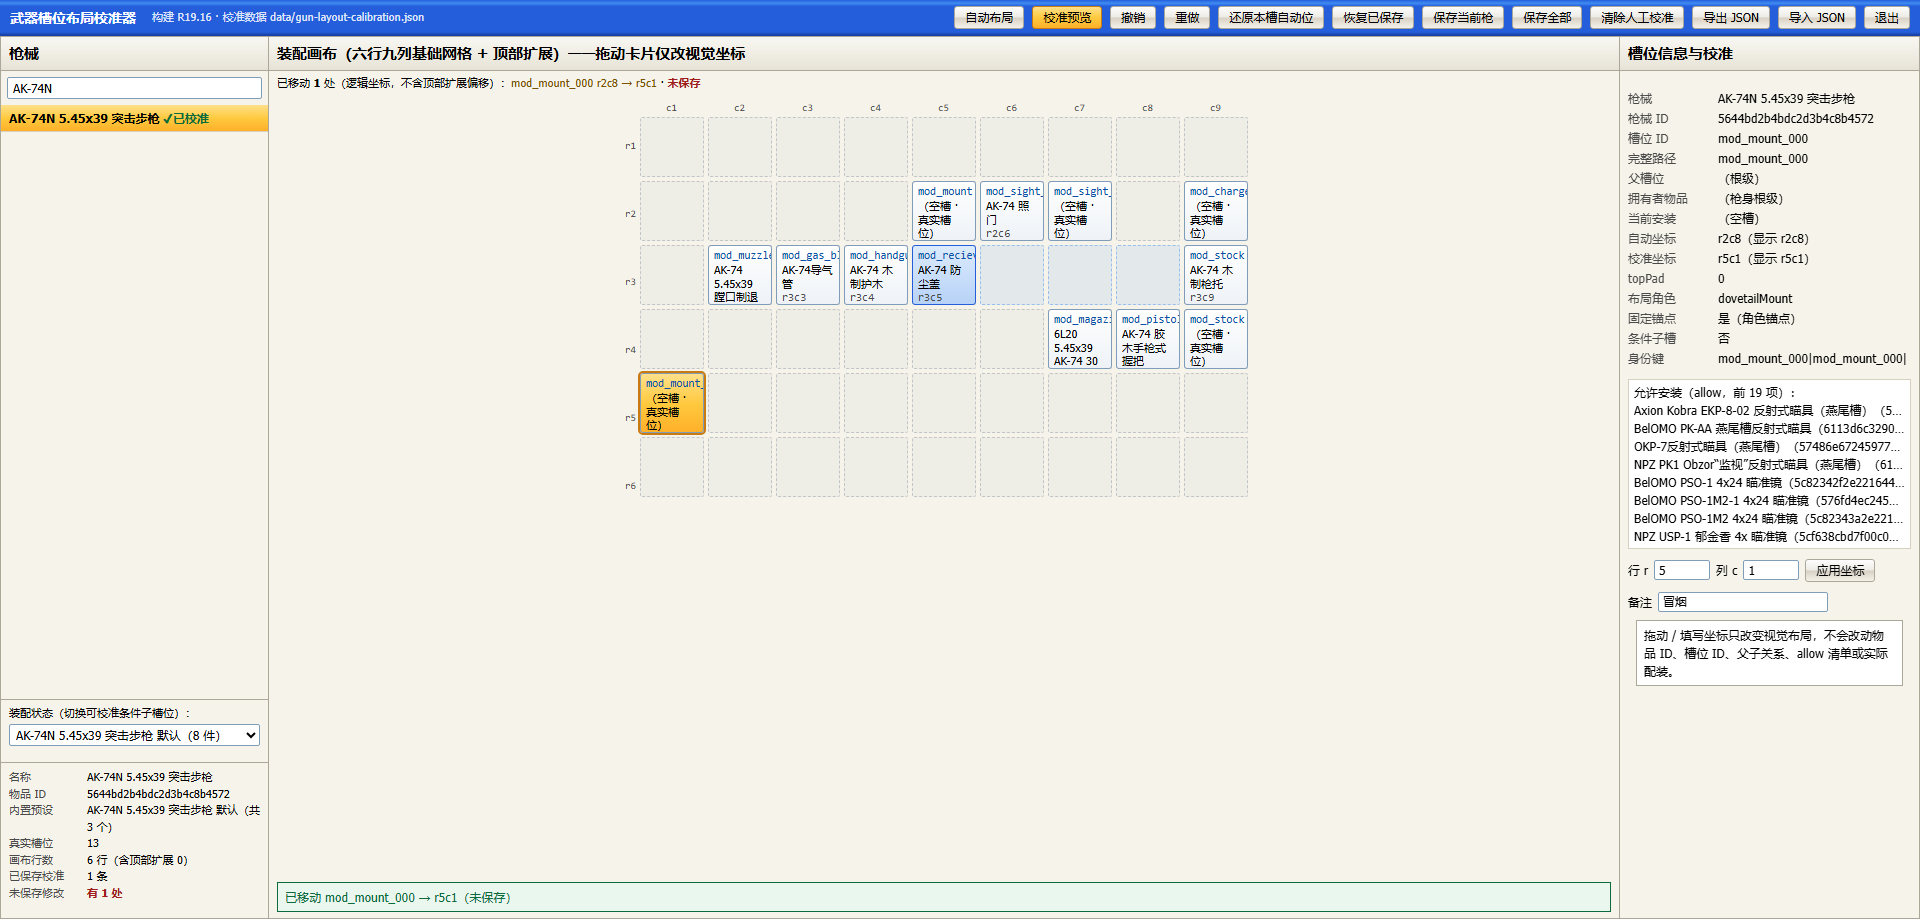 武器槽位布局校准器 构建 R19.16 · 校准数据 data/gun-layout-calibration.json 自动布局 校准预览 撤销 重做 还原本槽自动位 恢复已保存 保存当前枪 保存全部 清除人工校准 导出 JSON 导入 JSON 退出
枪械
AK-74N
AK-74N 5.45x39 突击步枪 ✓已校准
装配状态（切换可校准条件子槽位）：
AK-74N 5.45x39 突击步枪 默认（8 件）
名称 AK-74N 5.45x39 突击步枪
物品 ID 5644bd2b4bdc2d3b4c8b4572
内置预设 AK-74N 5.45x39 突击步枪 默认（共
3 个）
真实槽位 13
画布行数 6 行（含顶部扩展 0）
已保存校准 1 条
未保存修改 有 1 处
装配画布（六行九列基础网格 + 顶部扩展）——拖动卡片仅改视觉坐标
已移动 1 处（逻辑坐标，不含顶部扩展偏移）：mod_mount_000 r2c8 → r5c1 · 未保存
c1 c2 c3 c4 c5 c6 c7 c8 c9
r1
r2
mod_mount
（空槽 ·
真实槽
位）
mod_sight_
AK-74 照
门
r2c6
mod_sight_
（空槽 ·
真实槽
位）
mod_charge
（空槽 ·
真实槽
位）
r3
mod_muzzle
AK-74
5.45x39
膛口制退
mod_gas_bl
AK-74导气
管
r3c3
mod_handgu
AK-74 木
制护木
r3c4
mod_reciev
AK-74 防
尘盖
r3c5
mod_stock
AK-74 木
制枪托
r3c9
r4
mod_magazi
6L20
5.45x39
AK-74 30
mod_pistol
AK-74 胶
木手枪式
握把
mod_stock
（空槽 ·
真实槽
位）
r5
mod_mount_
（空槽 ·
真实槽
位）
r6
已移动 mod_mount_000 → r5c1（未保存）
槽位信息与校准
枪械 AK-74N 5.45x39 突击步枪
枪械 ID 5644bd2b4bdc2d3b4c8b4572
槽位 ID mod_mount_000
完整路径 mod_mount_000
父槽位 （根级）
拥有者物品 （枪身根级）
当前安装 （空槽）
自动坐标 r2c8（显示 r2c8）
校准坐标 r5c1（显示 r5c1）
topPad 0
布局角色 dovetailMount
固定锚点 是（角色锚点）
条件子槽 否
身份键 mod_mount_000|mod_mount_000|
允许安装（allow，前 19 项）：
Axion Kobra EKP-8-02 反射式瞄具（燕尾槽）（5...
BelOMO PK-AA 燕尾槽反射式瞄具（6113d6c3290...
OKP-7反射式瞄具（燕尾槽）（57486e67245977...
NPZ PK1 Obzor“监视”反射式瞄具（燕尾槽）（61...
BelOMO PSO-1 4x24 瞄准镜（5c82342f2e221644...
BelOMO PSO-1M2-1 4x24 瞄准镜（576fd4ec245...
BelOMO PSO-1M2 4x24 瞄准镜（5c82343a2e221...
NPZ USP-1 郁金香 4x 瞄准镜（5cf638cbd7f00c0...
行 r 5 列 c 1 应用坐标
备注 冒烟
拖动 / 填写坐标只改变视觉布局，不会改动物
品 ID、槽位 ID、父子关系、allow 清单或实际
配装。